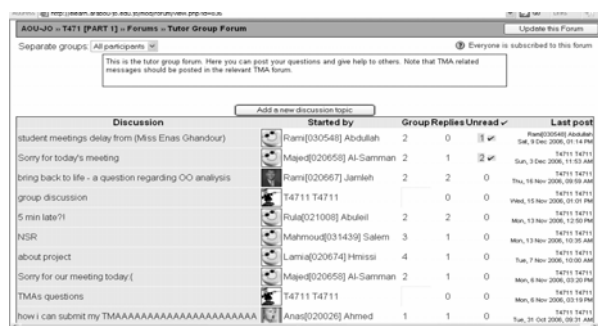 AOU-JO » T471 [PART 1] » Forums » Tutor Group Forum Update this Forum
Separate groups: All participants Everyone is subscribed to this forum
This is the tutor group forum. Here you can post your questions and give help to others. Note that TMA related
messages should be posted in the relevant TMA forum.
Add a new discussion topic
Discussion Started by Group Replies Unread ✓ Last post
student meetings delay from (Miss Enas Ghandour) Rami[030548] Abdullah 2 0 1 Rami[030548] Abdullah
Sat, 9 Dec 2006, 01:14 PM
Sorry for today's meeting Majed[020658] Al-Samman 2 1 2 T4711 T4711
Sun, 3 Dec 2006, 11:53 AM
bring back to life - a question regarding OO analiysis Rami[020667] Jamleh 2 2 0 T4711 T4711
Thu, 16 Nov 2006, 09:59 AM
group discussion T4711 T4711 0 0 T4711 T4711
Wed, 15 Nov 2006, 01:01 PM
5 min late?! Rula[021008] Abuleil 2 2 0 T4711 T4711
Mon, 13 Nov 2006, 12:50 PM
NSR Mahmoud[031439] Salem 3 1 0 T4711 T4711
Mon, 13 Nov 2006, 10:35 AM
about project Lamia[020674] Hmissi 4 1 0 T4711 T4711
Tue, 7 Nov 2006, 10:00 AM
Sorry for our meeting today:( Majed[020658] Al-Samman 2 1 0 T4711 T4711
Mon, 6 Nov 2006, 03:20 PM
TMAs questions T4711 T4711 0 0 T4711 T4711
Mon, 6 Nov 2006, 03:19 PM
how i can submit my TMAAAAAAAAAAAAAAAAAAAAAA Anas[020026] Ahmed 1 1 0 T4711 T4711
Tue, 31 Oct 2006, 09:31 AM